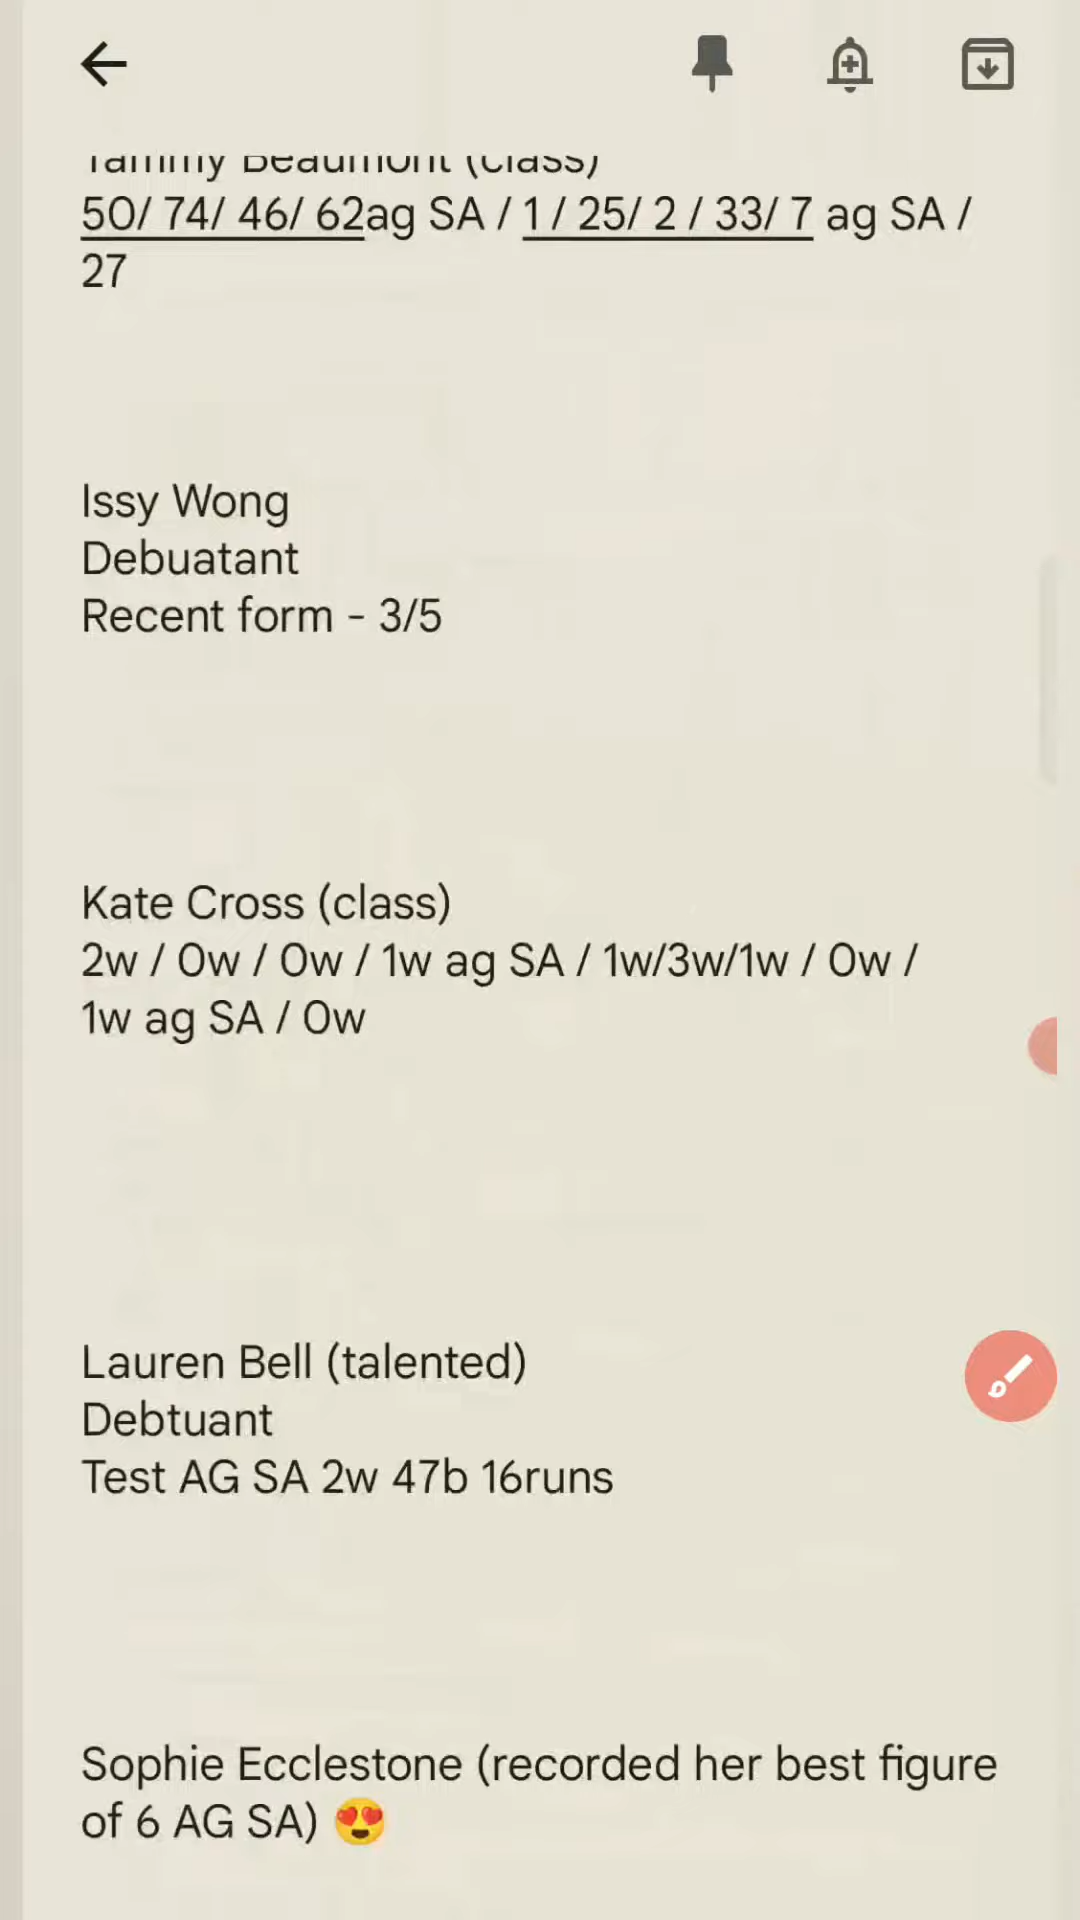 Tammy Beaumont (class)
50/ 74/ 46/ 62ag SA / 1 / 25/ 2 / 33/ 7 ag SA /
27
Issy Wong
Debuatant
Recent form - 3/5
Kate Cross (class)
2w / 0w / 0w / 1w ag SA / 1w/3w/1w / 0w /
1w ag SA / 0w
Lauren Bell (talented)
Debtuant
Test AG SA 2w 47b 16runs
Sophie Ecclestone (recorded her best figure
of 6 AG SA) 😍